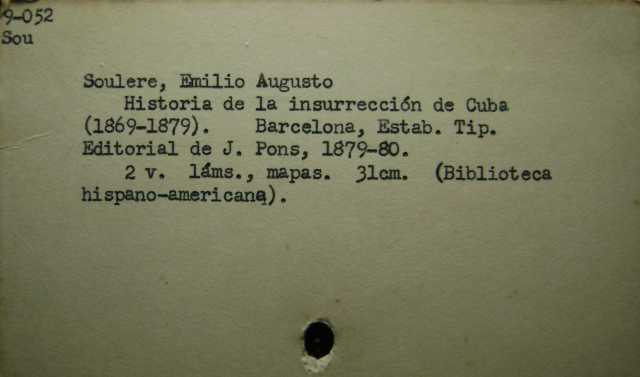 9-052
Sou
Soulere, Emilio Augusto
Historia de la insurrección de Cuba
(1869-1879). Barcelona, Estab. Tip.
Editorial de J. Pons, 1879-80.
2 v. láms., mapas. 31cm. (Biblioteca
hispano-americana).